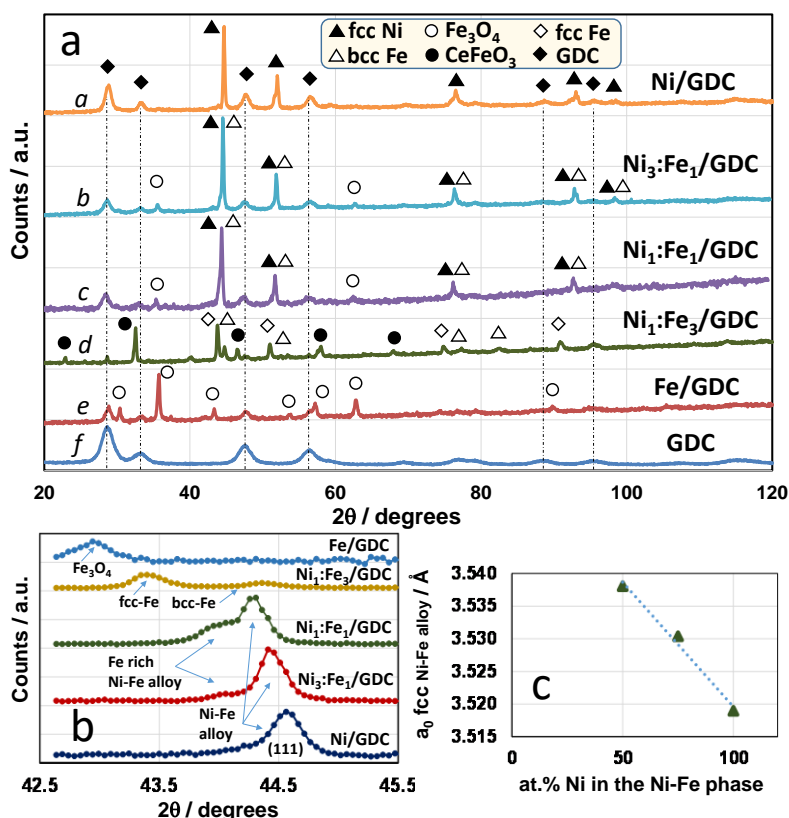 a
fcc Ni Fe3O4 fcc Fe
bcc Fe CeFeO3 GDC
a
Ni/GDC
b
Ni3:Fe1/GDC
c
Ni1:Fe1/GDC
d
Ni1:Fe3/GDC
e
Fe/GDC
f
GDC
Counts / a.u.
20 40 60 80 100 120
2θ / degrees
Fe/GDC
Fe3O4
Ni1:Fe3/GDC
fcc-Fe
bcc-Fe
Ni1:Fe1/GDC
Fe rich
Ni-Fe alloy
Ni3:Fe1/GDC
Ni-Fe
alloy
b
(111)
Ni/GDC
Counts / a.u.
42.5 43.5 44.5 45.5
2θ / degrees
3.540
3.530
3.520
3.515
a0 fcc Ni-Fe alloy / Å
c
0 50 100
at.% Ni in the Ni-Fe phase